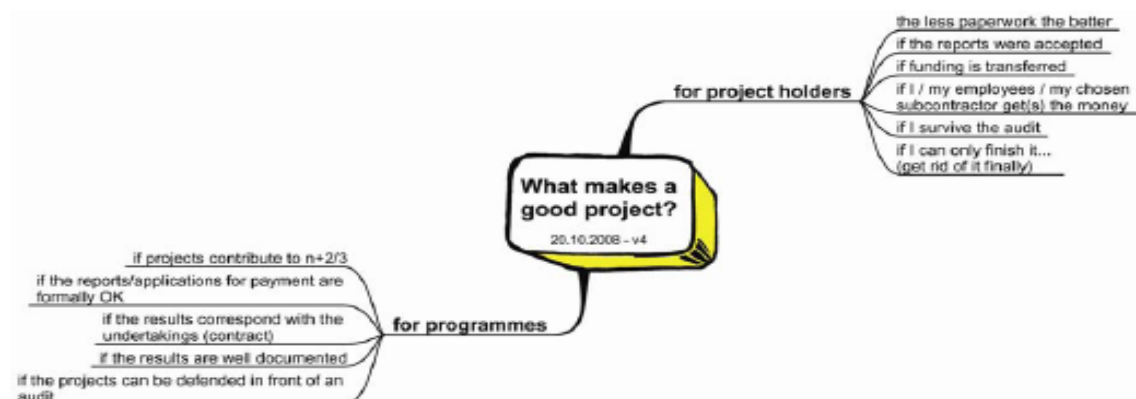 the less paperwork the better
if the reports were accepted
if funding is transferred
for project holders
if I / my employees / my chosen
subcontractor get(s) the money
if I survive the audit
if I can only finish it...
(get rid of it finally)
What makes a
good project?
20.10.2008 - v4
if projects contribute to n+2/3
if the reports/applications for payment are
formally OK
if the results correspond with the
undertakings (contract)
for programmes
if the results are well documented
if the projects can be defended in front of an
audit